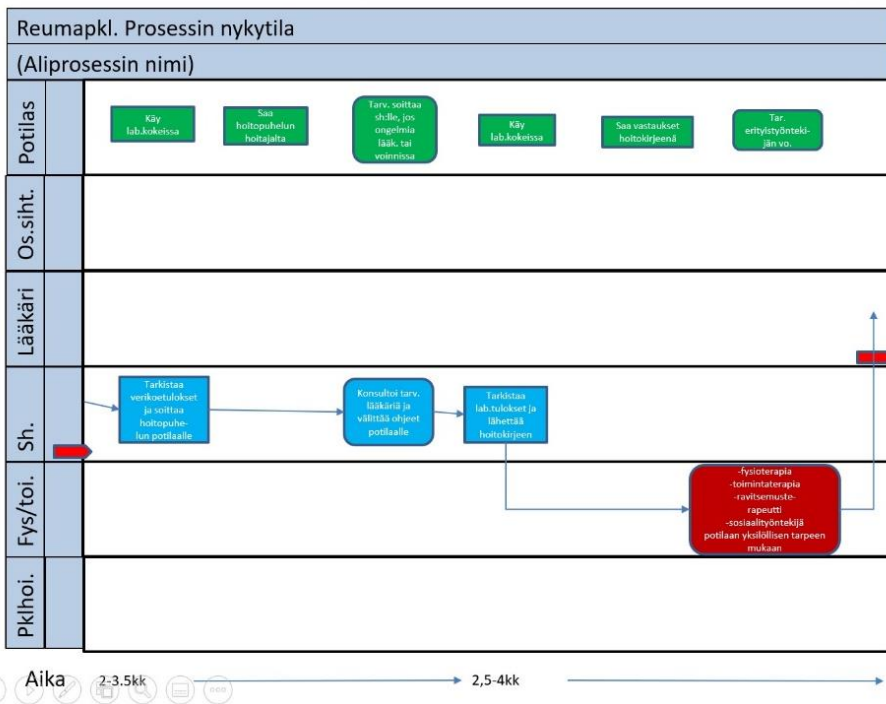 Reumapkl. Prosessin nykytila
(Aliprosessin nimi)
Potilas
Käy
lab.kokeissa
Saa
hoitopuhelun
hoitajalta
Tarv. soittaa
sh:lle, jos
ongelmia
lääk. tai
voinnissa
Käy
lab.kokeissa
Saa vastaukset
hoitokirjeenä
Tar.
erityistyönteki-
jän vo.
Os.siht.
Lääkäri
Sh.
Tarkistaa
verikoetulokset
ja soittaa
hoitopuhe-
lun potilaalle
Konsultoi tarv.
lääkäriä ja
välittää ohjeet
potilaalle
Tarkistaa
lab.tulokset ja
lähettää
hoitokirjeen
Fys/toi.
-fysioterapia
-toimintaterapia
-ravitsemuste-
rapeutti
-sosiaalityöntekijä
potilaan yksilöllisen tarpeen
mukaan
Pklhoi.
Aika
2-3.5kk
2,5-4kk